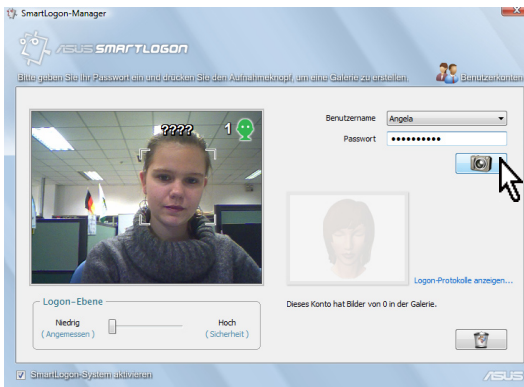 SmartLogon-Manager
/SUS SMARTLOGON
Bitte geben Sie Ihr Passwort ein und drücken Sie den Aufnahmeknopf, um eine Galerie zu erstellen.
Benutzerkonten
???? 1
Benutzername Angela
Passwort ••••••••••
Logon-Protokolle anzeigen...
Dieses Konto hat Bilder von 0 in der Galerie.
Logon-Ebene
Niedrig Hoch
( Angemessen ) ( Sicherheit )
SmartLogon-System aktivieren
/SUS